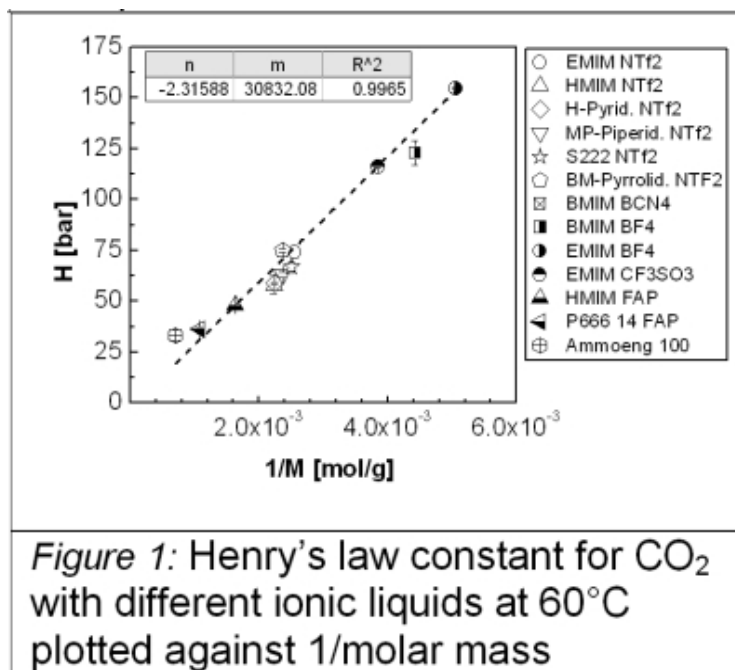 175
150
125
100
75
50
25
0
H [bar]
n m R^2
-2.31588 30832.08 0.9965
2.0x10-3 4.0x10-3 6.0x10-3
1/M [mol/g]
EMIM NTf2
HMIM NTf2
H-Pyrid. NTf2
MP-Piperid. NTf2
S222 NTf2
BM-Pyrrolid. NTF2
BMIM BCN4
BMIM BF4
EMIM BF4
EMIM CF3SO3
HMIM FAP
P666 14 FAP
Ammoeng 100
Figure 1: Henry's law constant for CO2
with different ionic liquids at 60°C
plotted against 1/molar mass